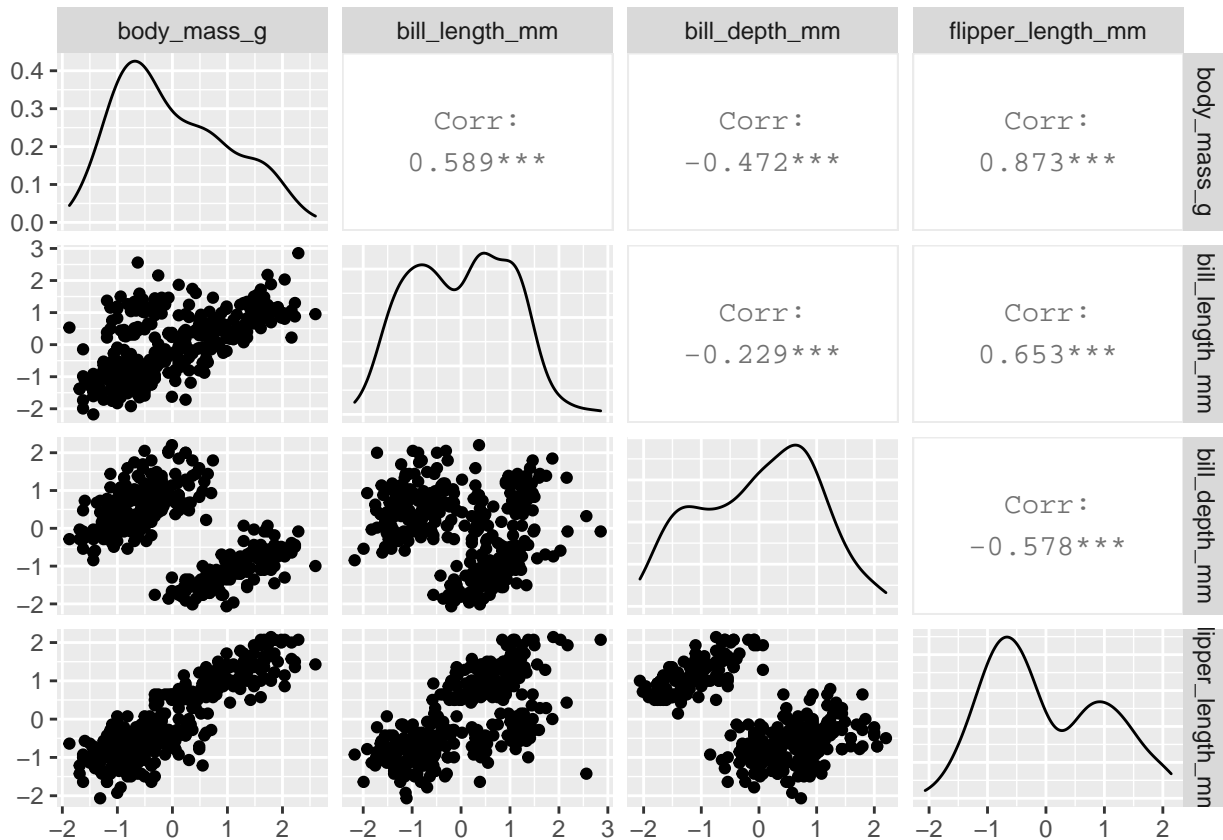 body_mass_g bill_length_mm bill_depth_mm flipper_length_mm
0.4
0.3
0.2
0.1
0.0
Corr:
0.589***
Corr:
−0.472***
Corr:
0.873***
body_mass_g
3
2
1
0
−1
−2
Corr:
−0.229***
Corr:
0.653***
bill_length_mm
2
1
0
−1
−2
Corr:
−0.578***
bill_depth_mm
2
1
0
−1
−2
lipper_length_mn
−2 −1 0 1 2 −2 −1 0 1 2 3 −2 −1 0 1 2 −2 −1 0 1 2